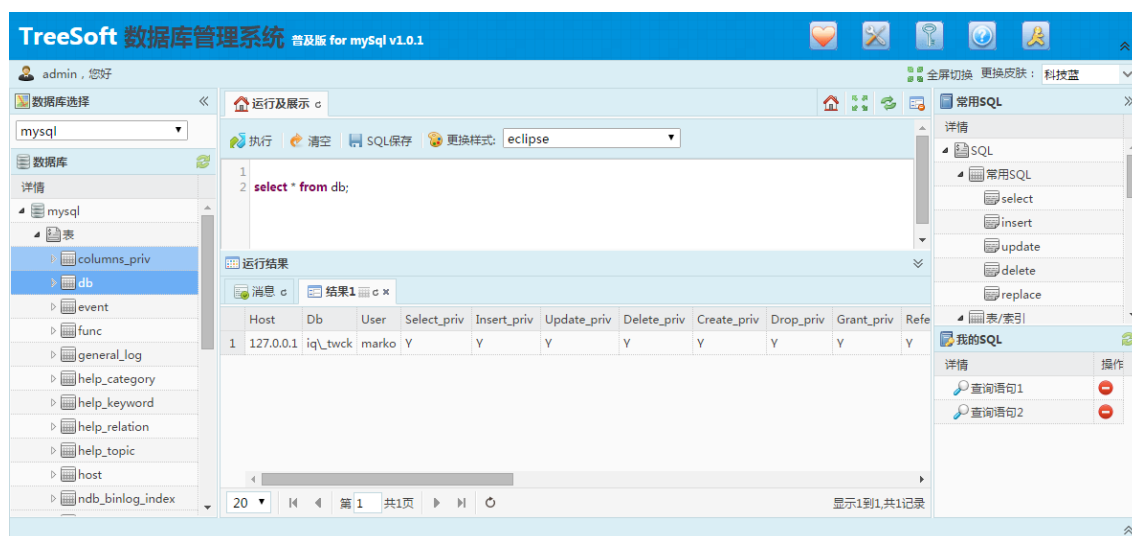 TreeSoft 数据库管理系统 普及版 for mySql v1.0.1
admin，您好
全屏切换 更换皮肤： 科技蓝
数据库选择
mysql
数据库
详情
mysql
表
columns_priv
db
event
func
general_log
help_category
help_keyword
help_relation
help_topic
host
ndb_binlog_index
运行及展示
执行 清空 SQL保存 更换样式: eclipse
1
2 select * from db;
运行结果
消息 结果1
Host Db User Select_priv Insert_priv Update_priv Delete_priv Create_priv Drop_priv Grant_priv Refe
1 127.0.0.1 iq\_twck marko Y Y Y Y Y Y Y Y
20 第 1 共1页 显示1到1,共1记录
常用SQL
详情
SQL
常用SQL
select
insert
update
delete
replace
表/索引
我的SQL
详情 操作
查询语句1
查询语句2